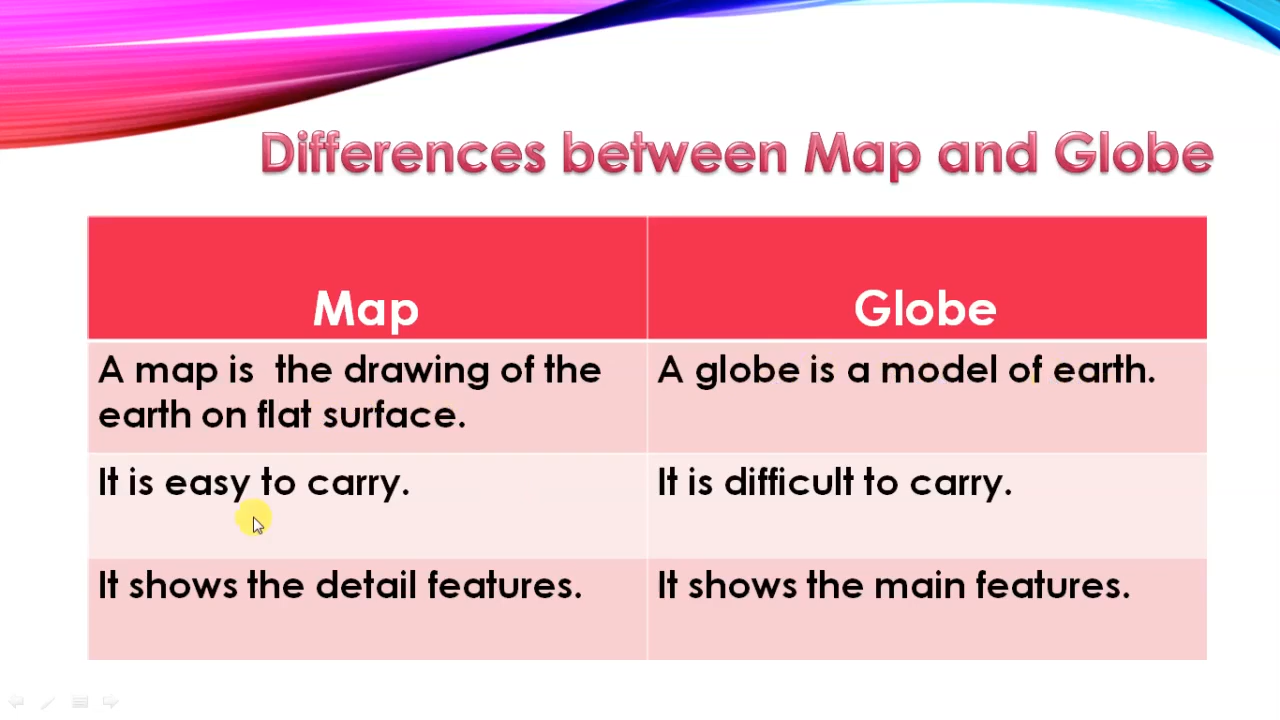 Differences between Map and Globe
Map
Globe
A map is  the drawing of the
earth on flat surface.
A globe is a model of earth.
It is easy to carry.
It is difficult to carry.
It shows the detail features.
It shows the main features.